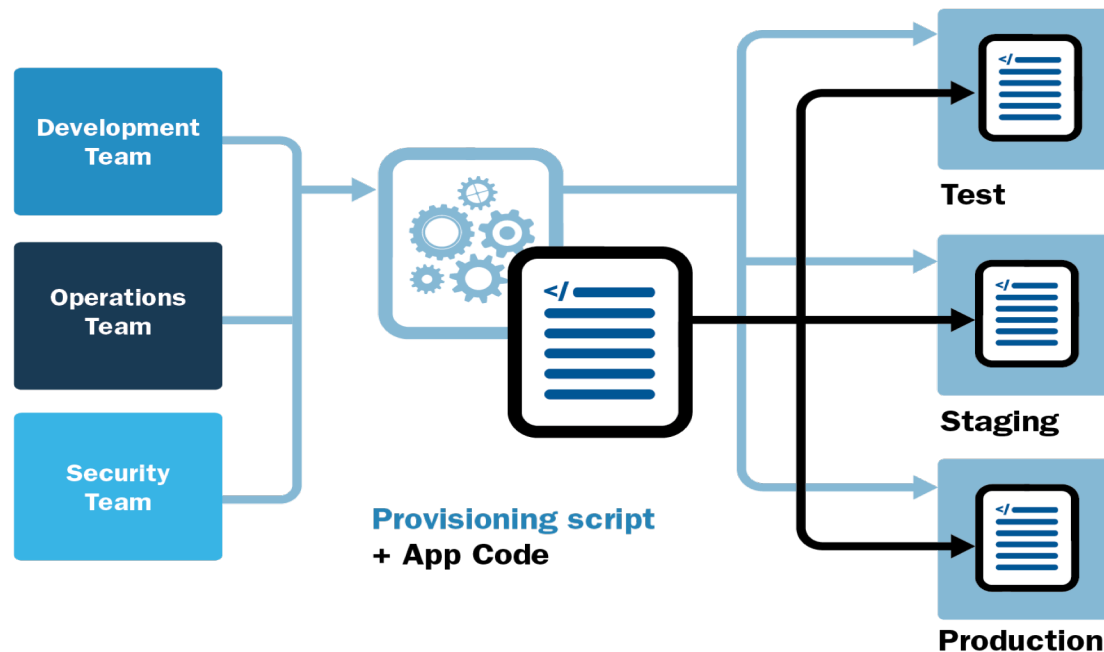 Development
Team
Operations
Team
Security
Team
Provisioning script
+ App Code
</
</
Test
</
Staging
</
Production